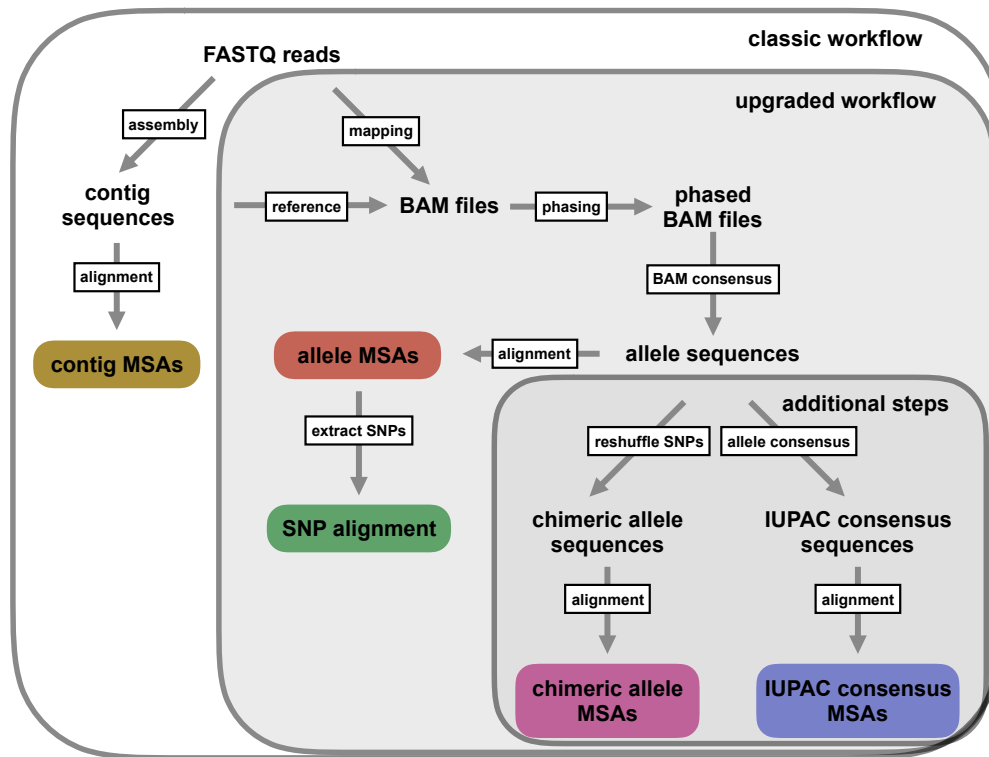 classic workflow
FASTQ reads
upgraded workflow
assembly
mapping
contig
sequences
reference
BAM files
phasing
phased
BAM files
alignment
BAM consensus
contig MSAs
allele MSAs
alignment
allele sequences
additional steps
extract SNPs
reshuffle SNPs
allele consensus
SNP alignment
chimeric allele
sequences
IUPAC consensus
sequences
alignment
alignment
chimeric allele
MSAs
IUPAC consensus
MSAs